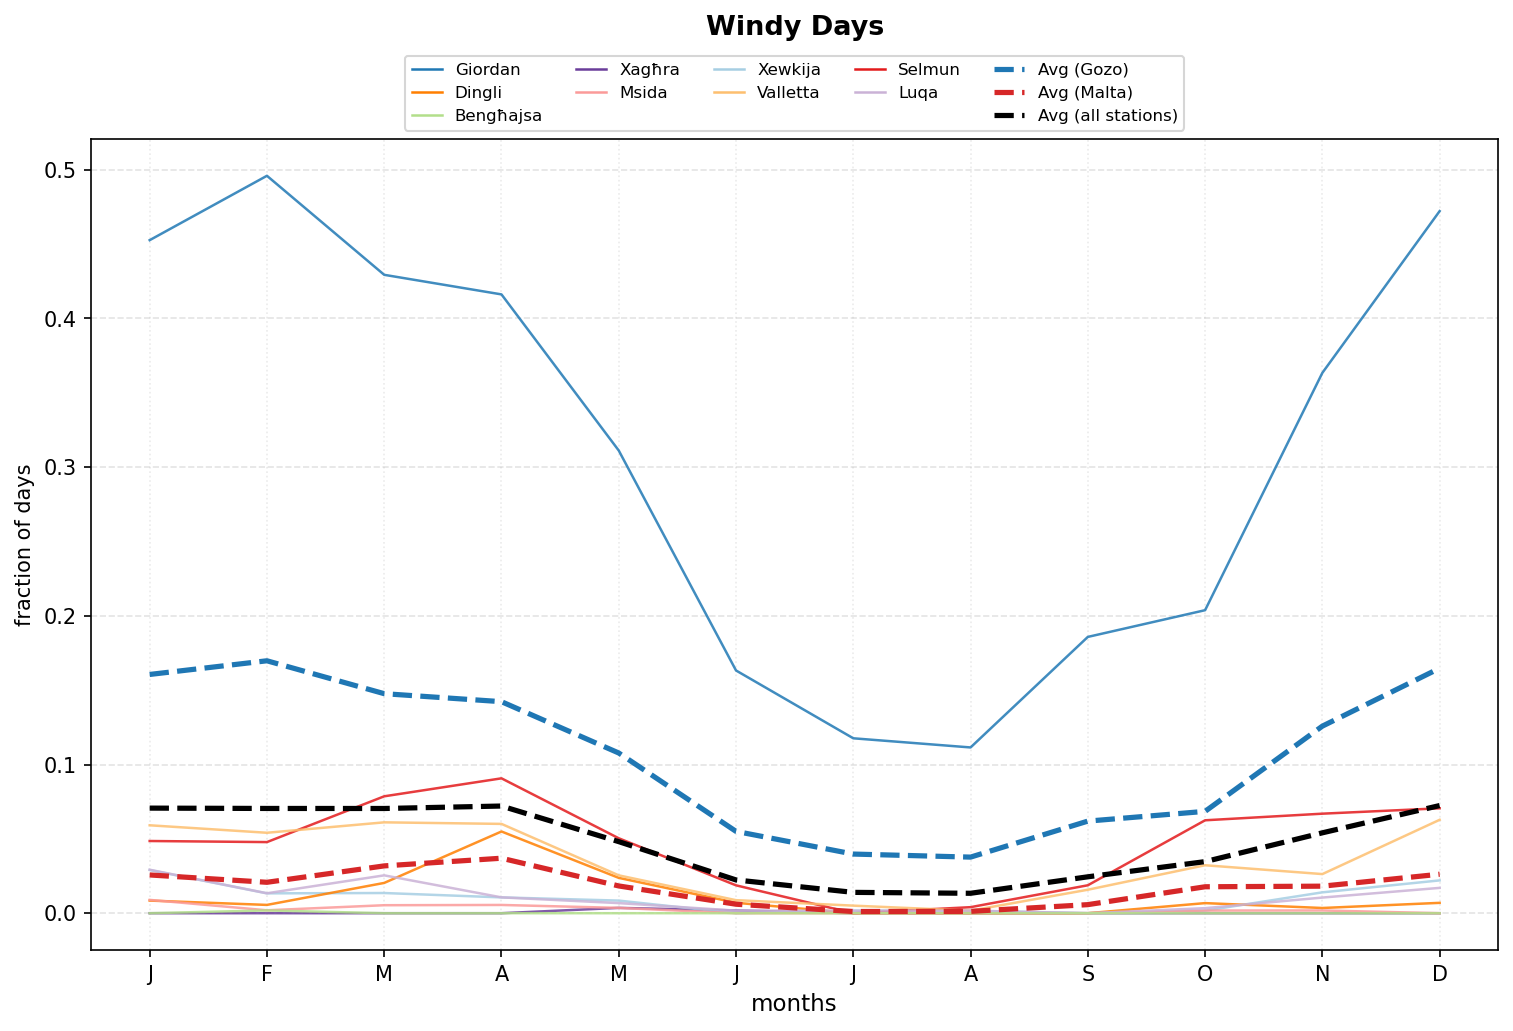 Windy Days
Giordan Xagħra Xewkija Selmun Avg (Gozo)
Dingli Msida Valletta Luqa Avg (Malta)
Bengħajsa Avg (all stations)
0.5
0.4
0.3
0.2
0.1
0.0
fraction of days
J F M A M J J A S O N D
months